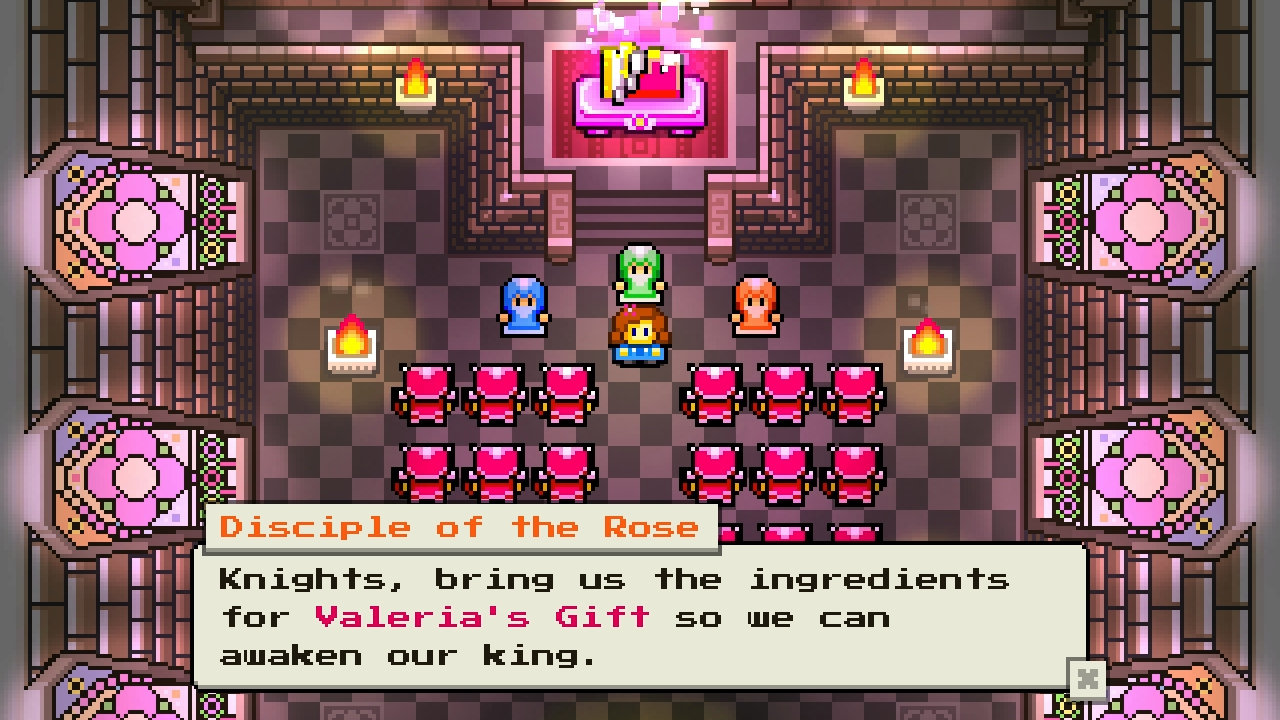 Disciple of the Rose
Knights, bring us the ingredients
for Valeria's Gift so we can
awaken our king.